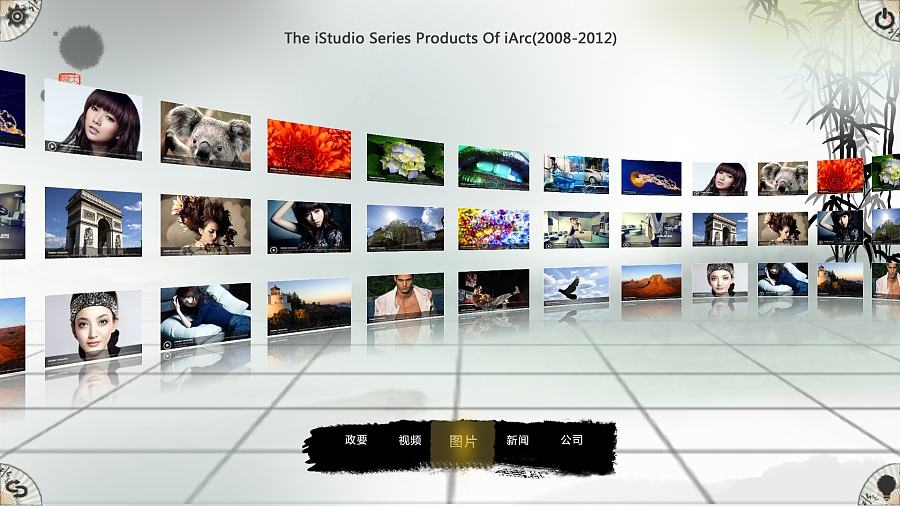 The iStudio Series Products Of iArc(2008-2012)
政要 视频 图片 新闻 公司